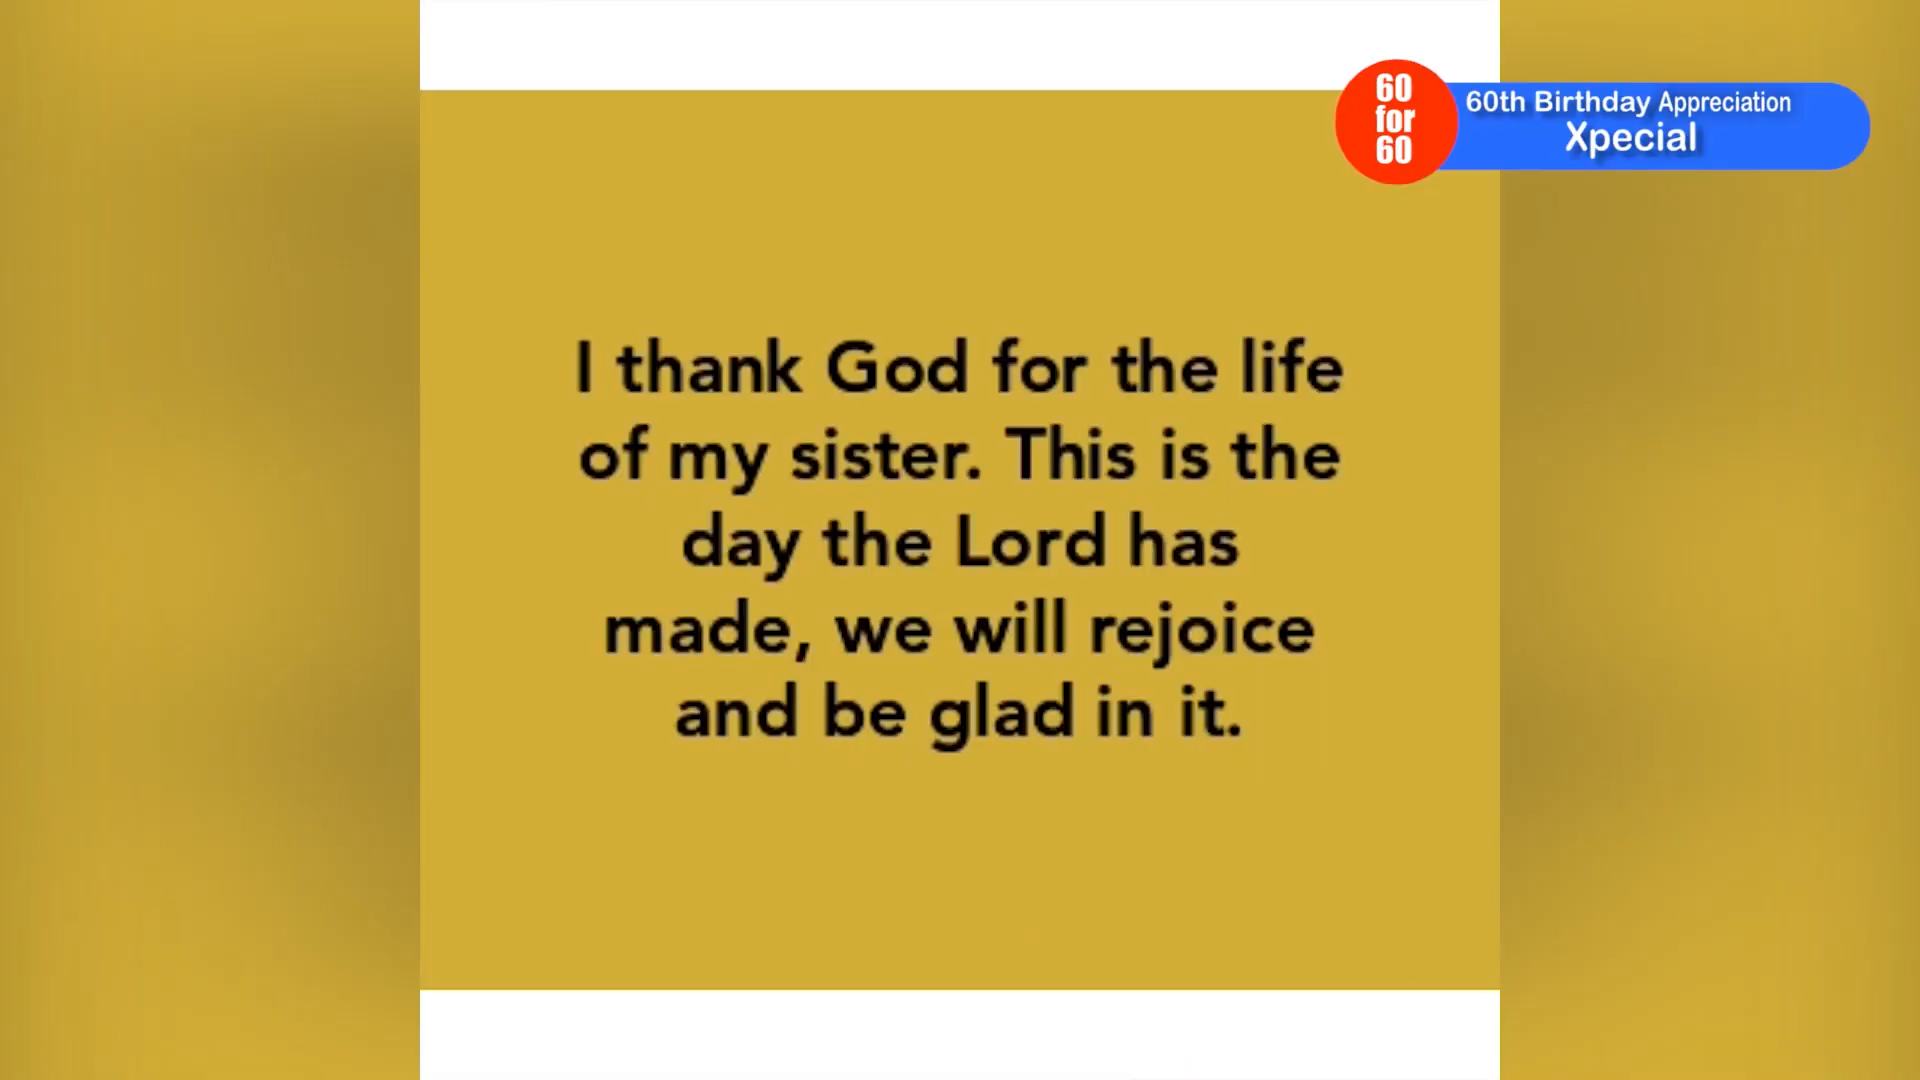 60
for
60
60th Birthday Appreciation
Xpecial
I thank God for the life
of my sister. This is the
day the Lord has
made, we will rejoice
and be glad in it.